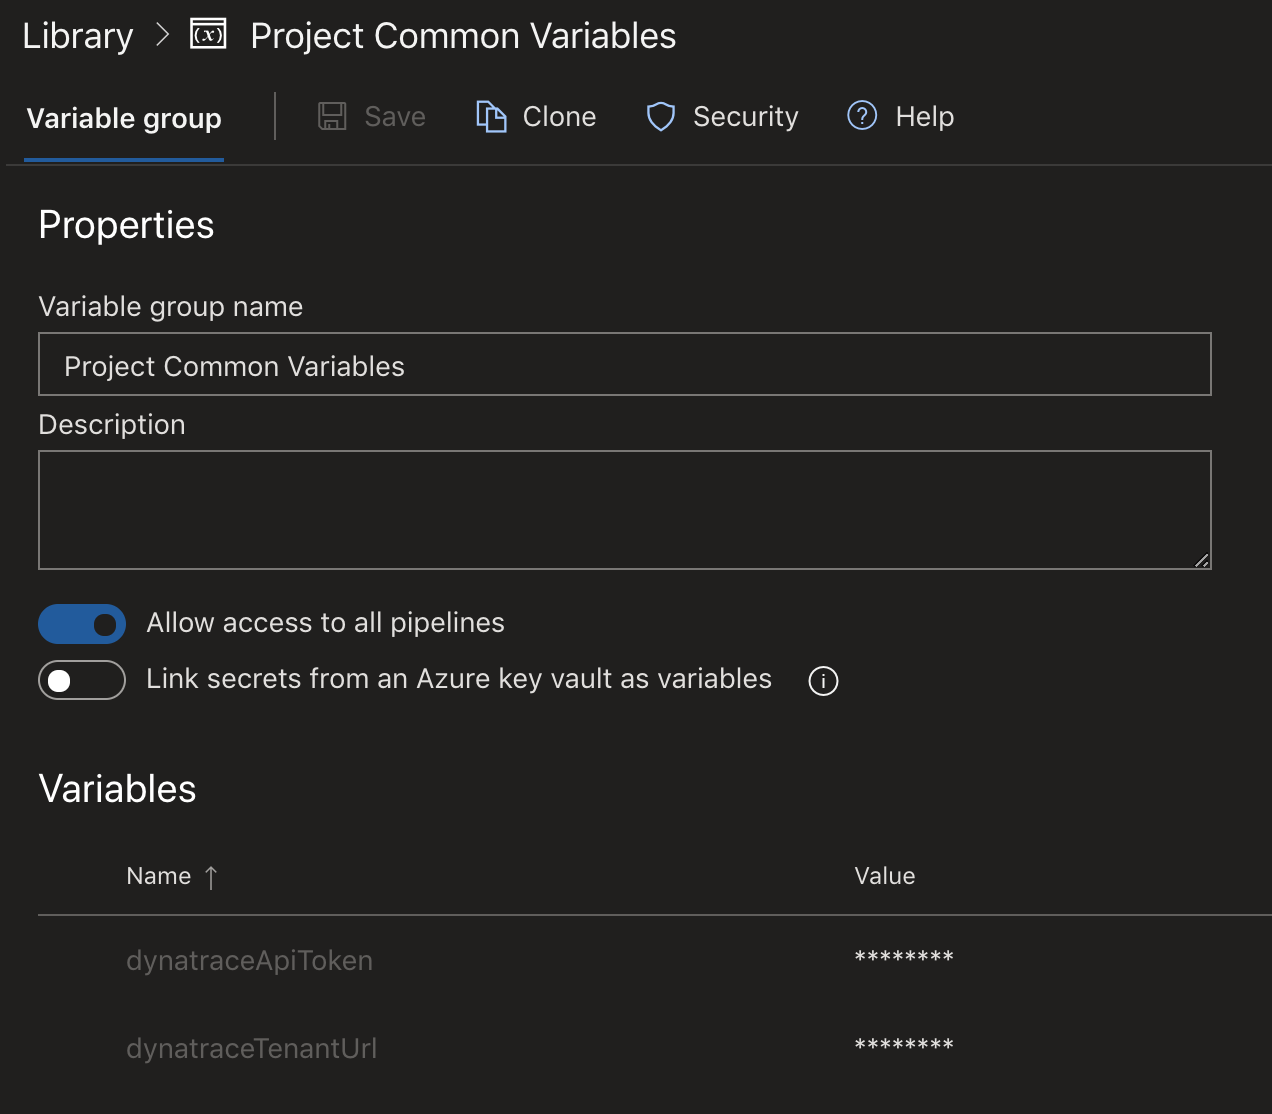 Library > Project Common Variables
Variable group Save Clone Security Help
Properties
Variable group name
Project Common Variables
Description
Allow access to all pipelines
Link secrets from an Azure key vault as variables
Variables
Name ↑ Value
dynatraceApiToken ********
dynatraceTenantUrl ********